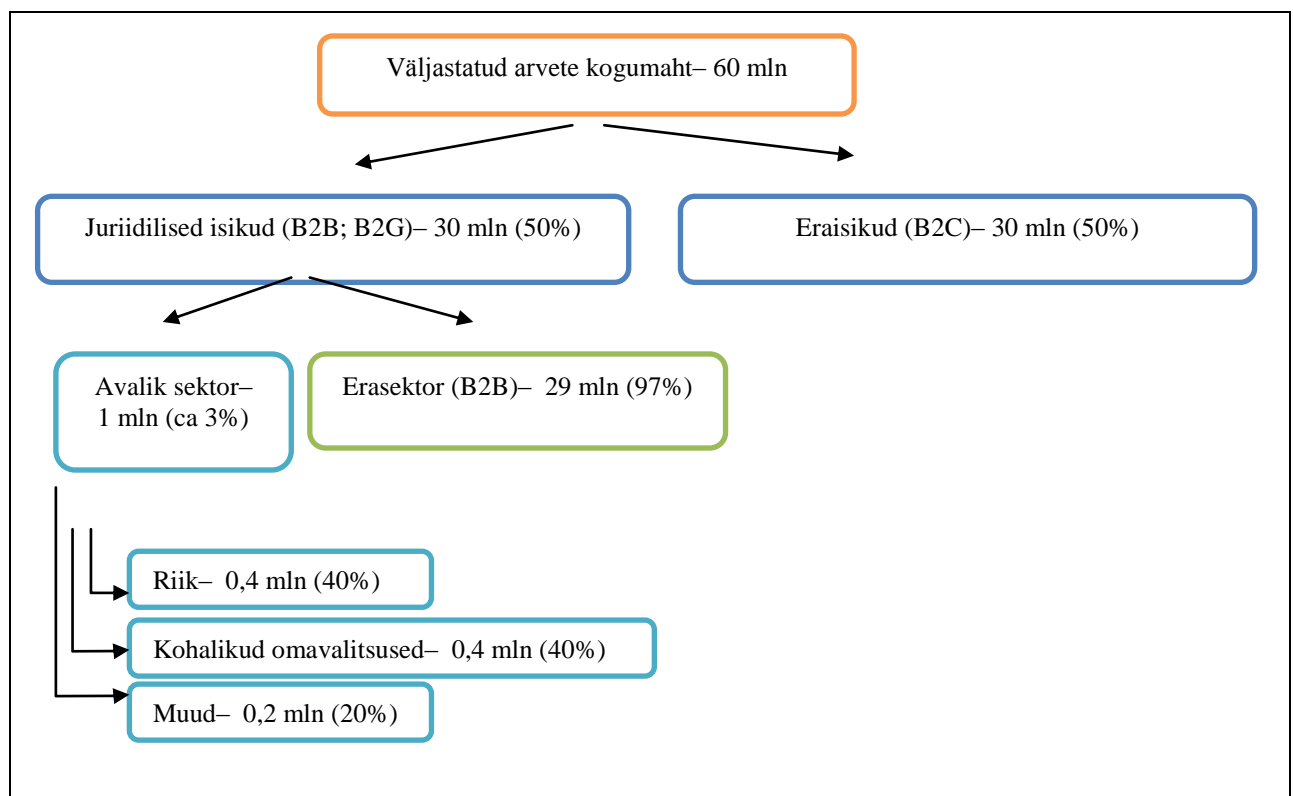 Väljastatud arvete kogumaht– 60 mln
Juriidilised isikud (B2B; B2G)– 30 mln (50%)
Eraisikud (B2C)– 30 mln (50%)
Avalik sektor–
1 mln (ca 3%)
Erasektor (B2B)– 29 mln (97%)
Riik– 0,4 mln (40%)
Kohalikud omavalitsused– 0,4 mln (40%)
Muud– 0,2 mln (20%)